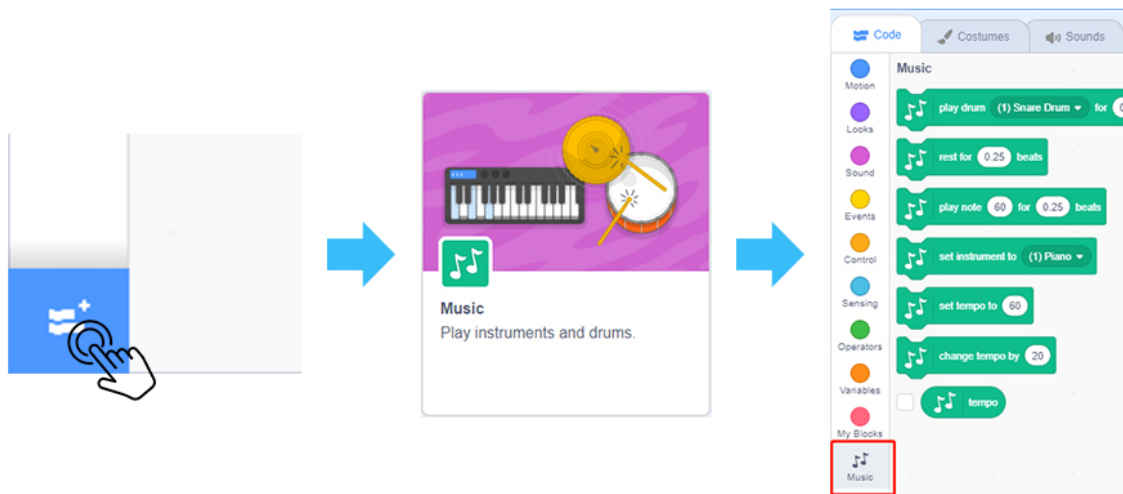 Music
Play instruments and drums.
Code Costumes Sounds
Motion
Looks
Sound
Events
Control
Sensing
Operators
Variables
My Blocks
Music
Music
play drum (1) Snare Drum for
rest for 0.25 beats
play note 60 for 0.25 beats
set instrument to (1) Piano
set tempo to 60
change tempo by 20
tempo